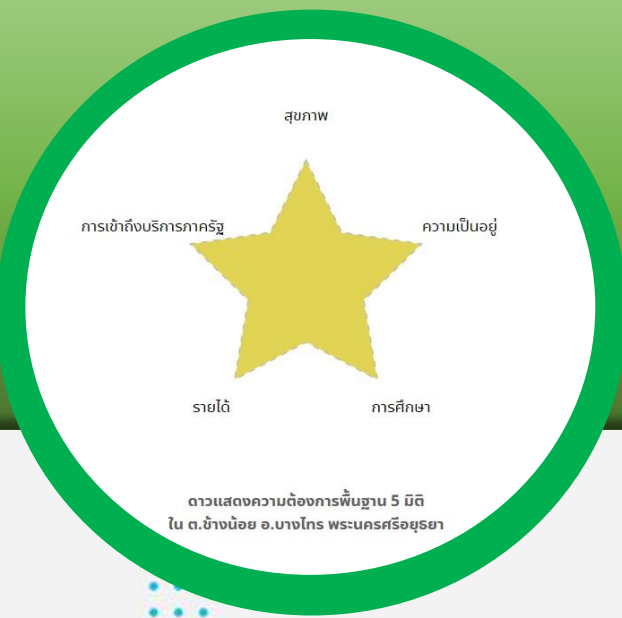 สุขภาพ
การเข้าถึงบริการภาครัฐ
ความเป็นอยู่
รายได้
การศึกษา
ดาวแสดงความต้องการพื้นฐาน 5 มิติ
ใน ต.ช้างน้อย อ.บางไทร พระนครศรีอยุธยา